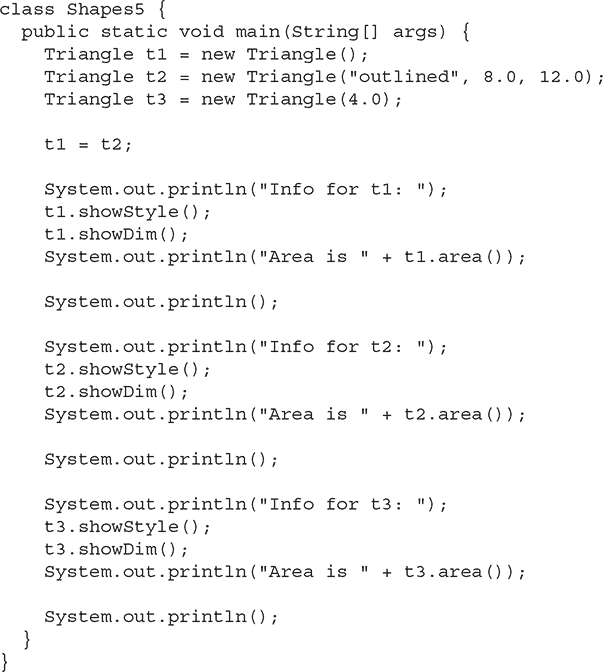 class Shapes5 {
  public static void main(String[] args) {
    Triangle t1 = new Triangle();
    Triangle t2 = new Triangle("outlined", 8.0, 12.0);
    Triangle t3 = new Triangle(4.0);

    t1 = t2;

    System.out.println("Info for t1: ");
    t1.showStyle();
    t1.showDim();
    System.out.println("Area is " + t1.area());

    System.out.println();

    System.out.println("Info for t2: ");
    t2.showStyle();
    t2.showDim();
    System.out.println("Area is " + t2.area());

    System.out.println();

    System.out.println("Info for t3: ");
    t3.showStyle();
    t3.showDim();
    System.out.println("Area is " + t3.area());

    System.out.println();
  }
}